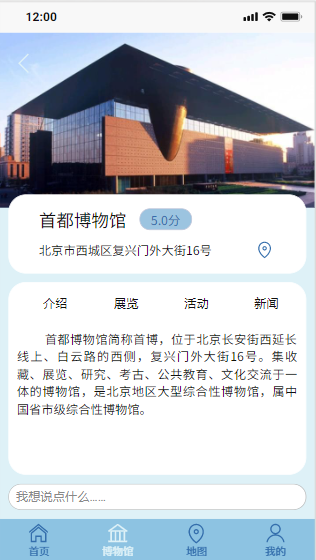 12:00
首都博物馆 5.0分
北京市西城区复兴门外大街16号
介绍 展览 活动 新闻
首都博物馆简称首博，位于北京长安街西延长
线上、白云路的西侧，复兴门外大街16号。集收
藏、展览、研究、考古、公共教育、文化交流于一
体的博物馆，是北京地区大型综合性博物馆，属中
国省市级综合性博物馆。
我想说点什么......
首页 博物馆 地图 我的